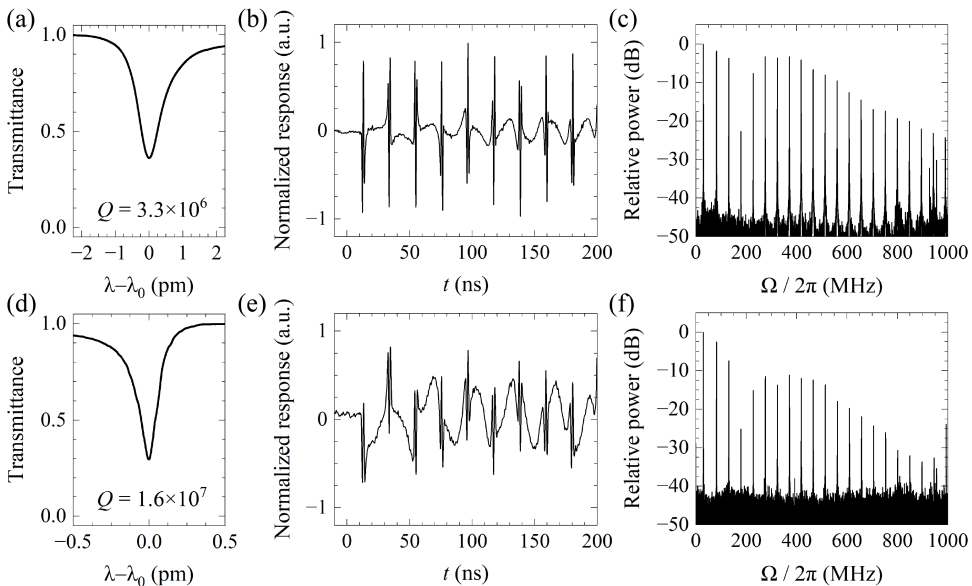 (a)
Transmittance
1.0
0.5
0.0
Q = 3.3×10⁶
−2 −1 0 1 2
λ−λ₀ (pm)
(b)
Normalized response (a.u.)
1
0
−1
0 50 100 150 200
t (ns)
(c)
Relative power (dB)
0
−10
−20
−30
−40
−50
0 200 400 600 800 1000
Ω / 2π (MHz)
(d)
Transmittance
1.0
0.5
0.0
Q = 1.6×10⁷
−0.5 0.0 0.5
λ−λ₀ (pm)
(e)
Normalized response (a.u.)
1
0
−1
0 50 100 150 200
t (ns)
(f)
Relative power (dB)
0
−10
−20
−30
−40
−50
0 200 400 600 800 1000
Ω / 2π (MHz)